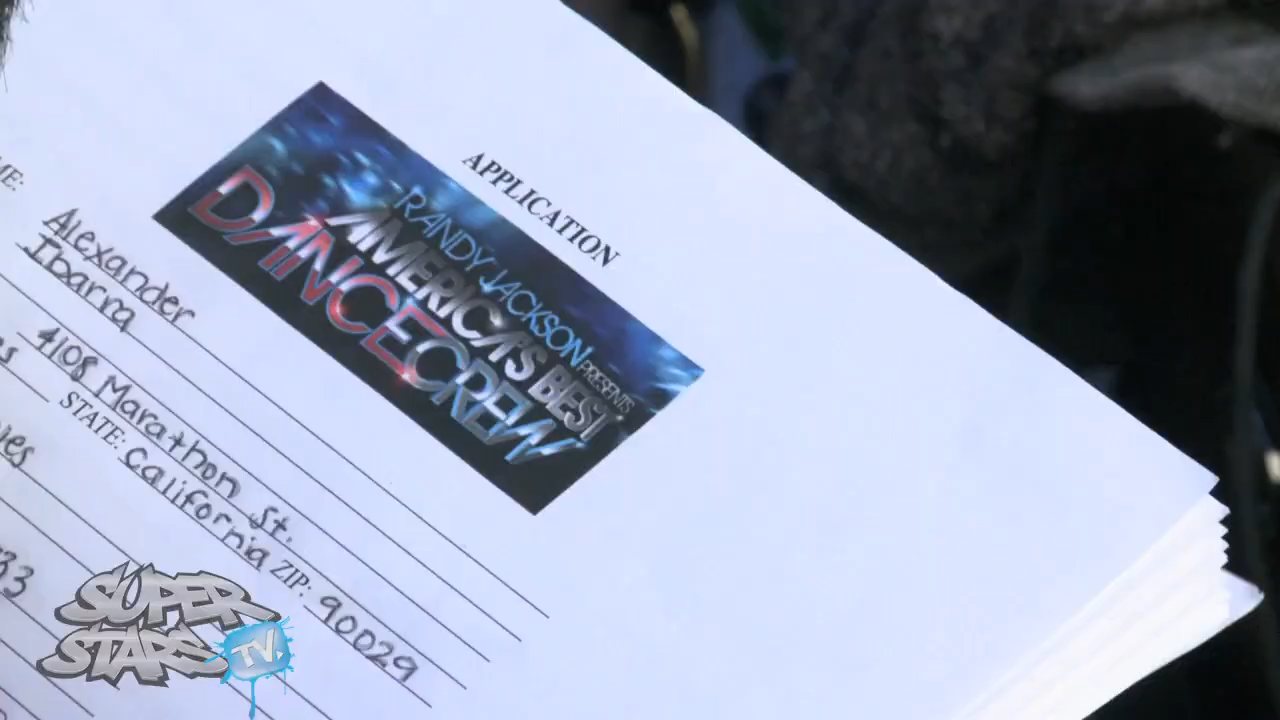 APPLICATION
RANDY JACKSON PRESENTS
AMERICA'S BEST
DANCE CREW
ME:
Alexander
Ibarra
4108 Marathon St.
STATE: California ZIP: 90029
33
SUPER
STARS
TV.